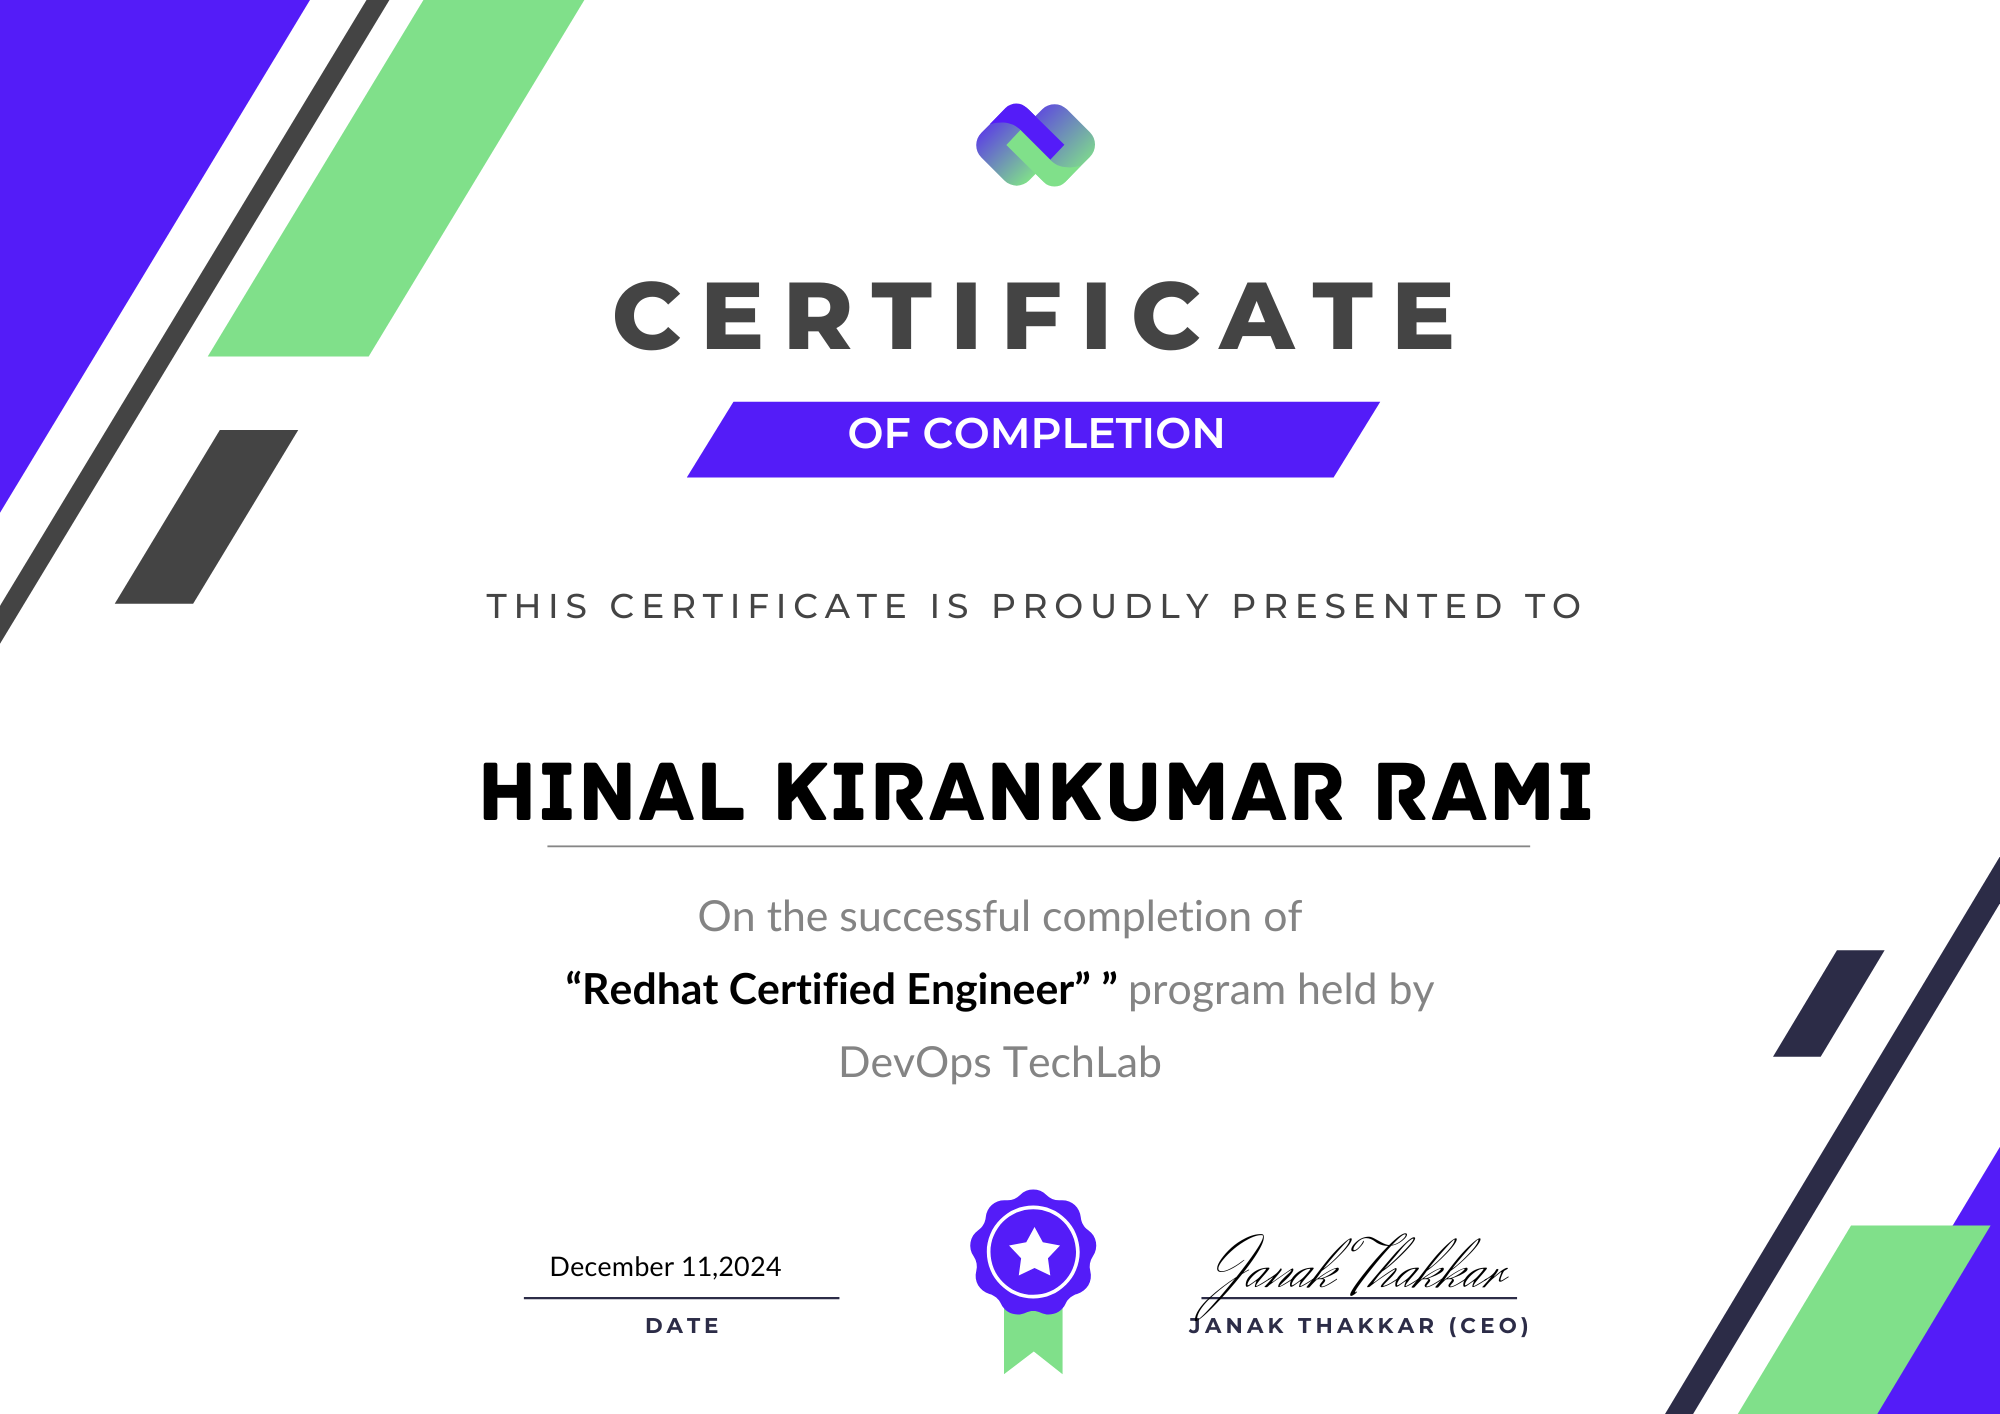 CERTIFICATE
OF COMPLETION
THIS CERTIFICATE IS PROUDLY PRESENTED TO
HINAL KIRANKUMAR RAMI
On the successful completion of
“Redhat Certified Engineer” ” program held by
DevOps TechLab
December 11,2024
DATE
Janak Thakkar
JANAK THAKKAR (CEO)